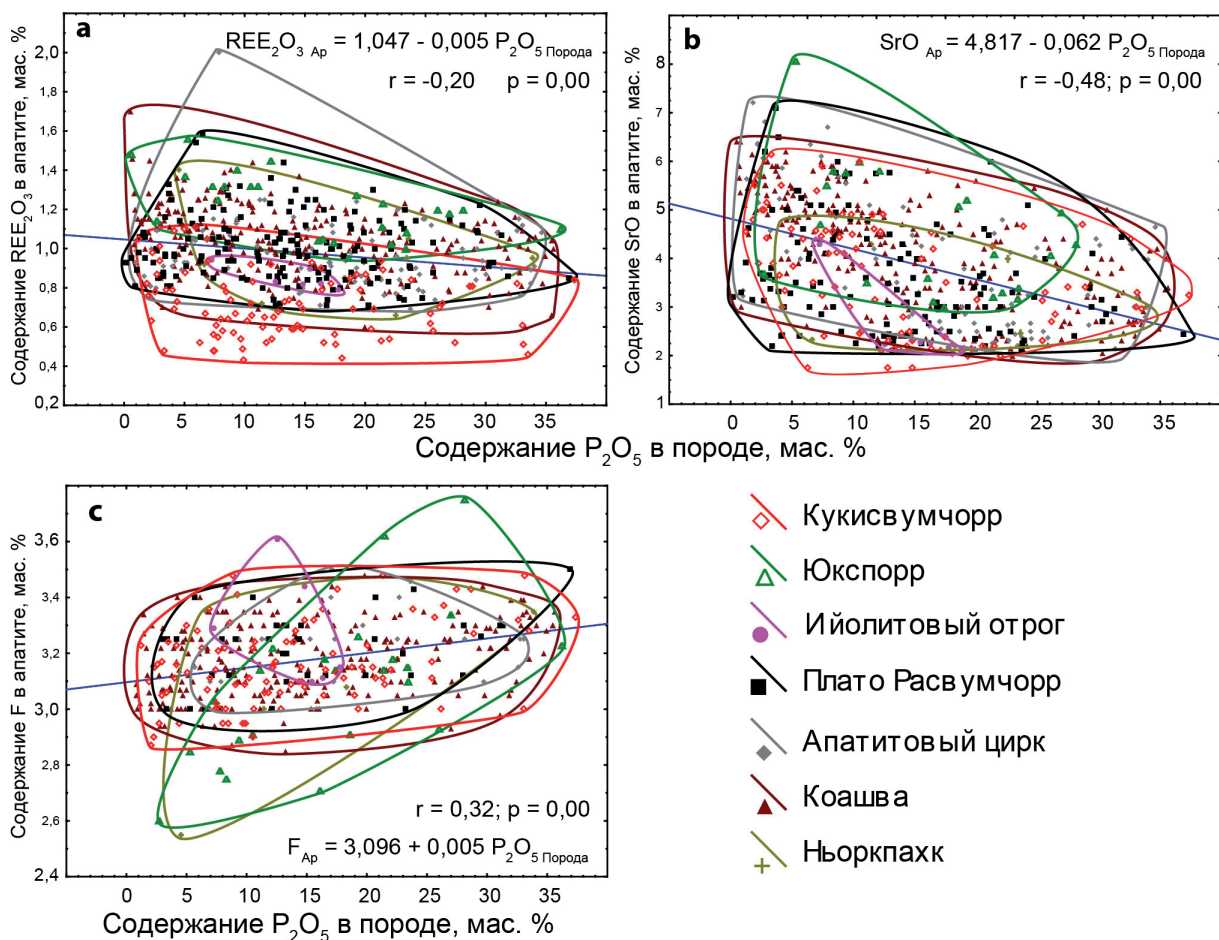 a
REE₂O₃ Ap = 1,047 - 0,005 P₂O₅ Порода
r = -0,20 p = 0,00
Содержание REE₂O₃ в апатите, мас. %
2,0
1,8
1,6
1,4
1,2
1,0
0,8
0,6
0,4
0,2
0 5 10 15 20 25 30 35
b
SrO Ap = 4,817 - 0,062 P₂O₅ Порода
r = -0,48; p = 0,00
Содержание SrO в апатите, мас. %
8
7
6
5
4
3
2
1
0 5 10 15 20 25 30 35
Содержание P₂O₅ в породе, мас. %
c
Содержание F в апатите, мас. %
3,6
3,4
3,2
3,0
2,8
2,6
2,4
r = 0,32; p = 0,00
F Ap = 3,096 + 0,005 P₂O₅ Порода
0 5 10 15 20 25 30 35
Содержание P₂O₅ в породе, мас. %
Кукисвумчорр
Юкспорр
Ийолитовый отрог
Плато Расвумчорр
Апатитовый цирк
Коашва
Ньоркпахк